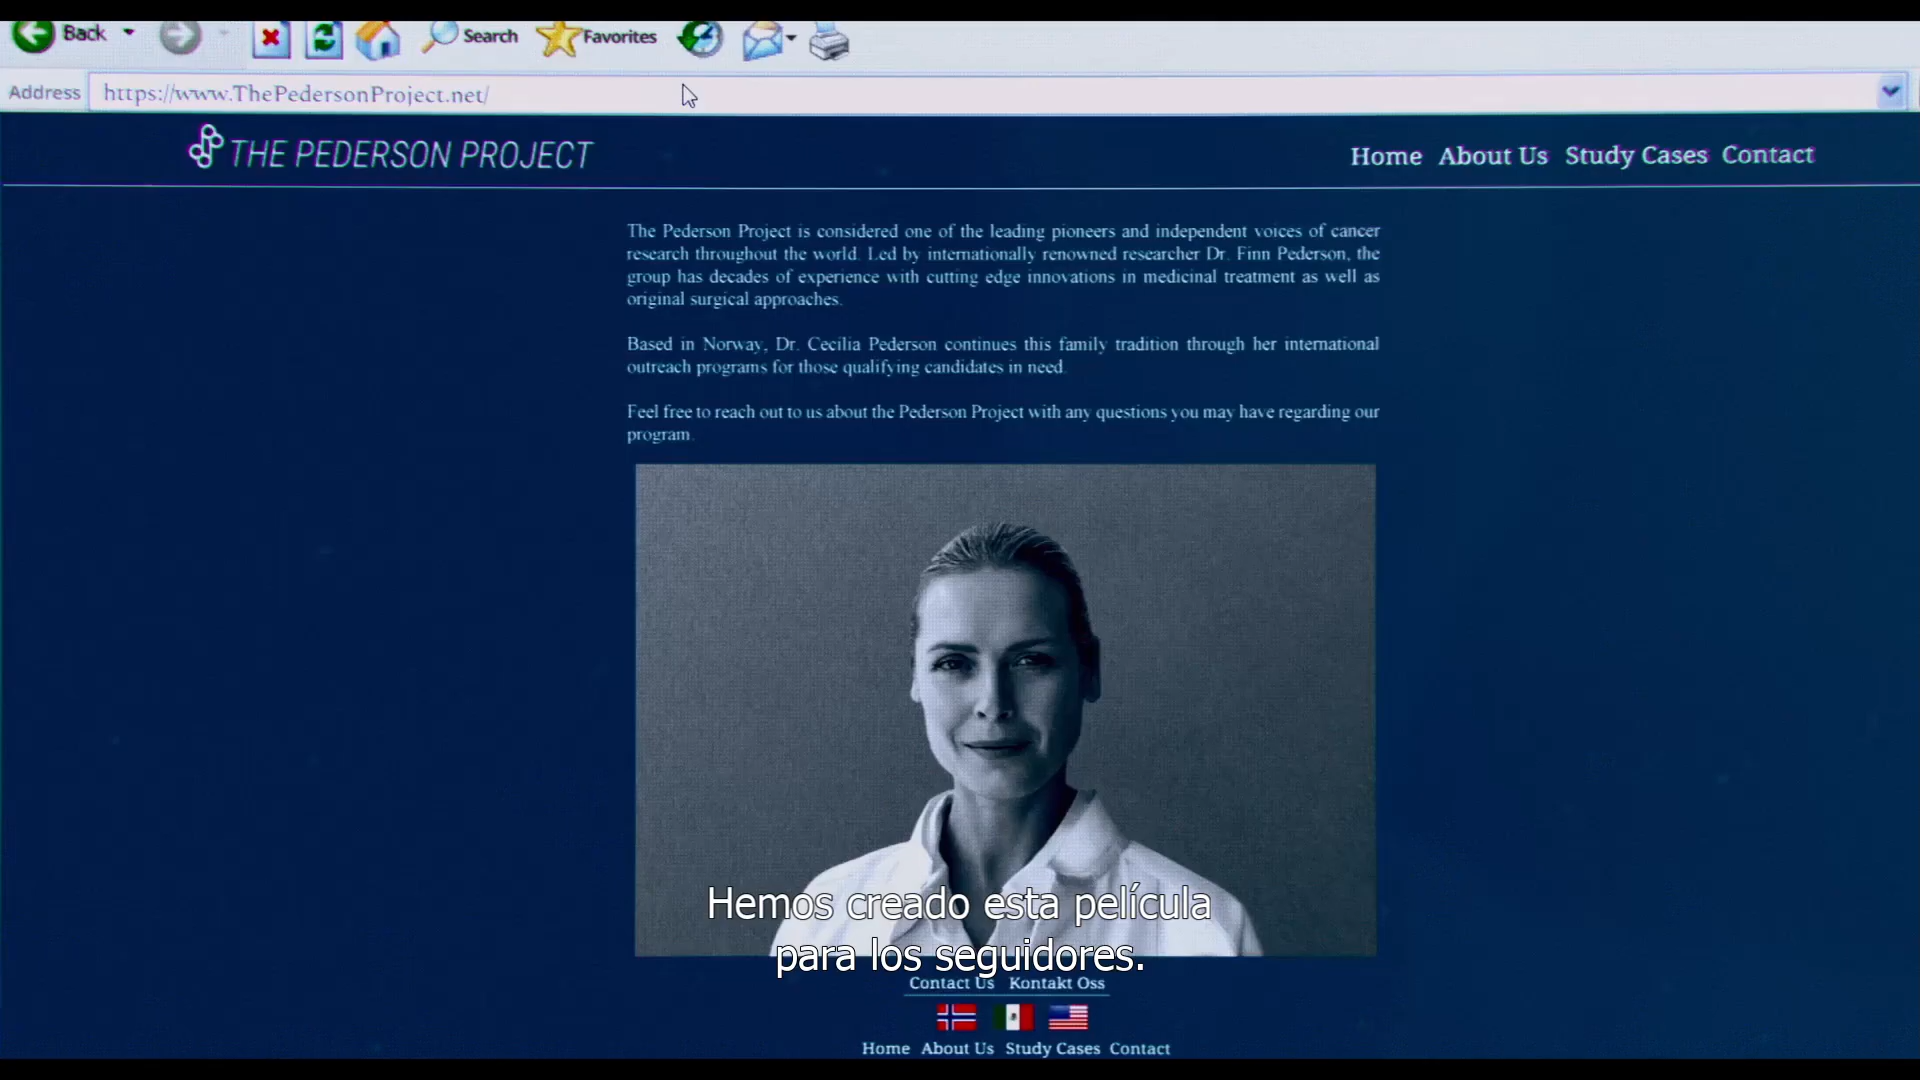 Back
Search
Favorites
Address
https://www.ThePedersonProject.net/
THE PEDERSON PROJECT
Home About Us Study Cases Contact
The Pederson Project is considered one of the leading pioneers and independent voices of cancer
research throughout the world. Led by internationally renowned researcher Dr. Finn Pederson, the
group has decades of experience with cutting edge innovations in medicinal treatment as well as
original surgical approaches.
Based in Norway, Dr. Cecilia Pederson continues this family tradition through her international
outreach programs for those qualifying candidates in need.
Feel free to reach out to us about the Pederson Project with any questions you may have regarding our
program.
Hemos creado esta película
para los seguidores.
Contact Us Kontakt Oss
Home About Us Study Cases Contact